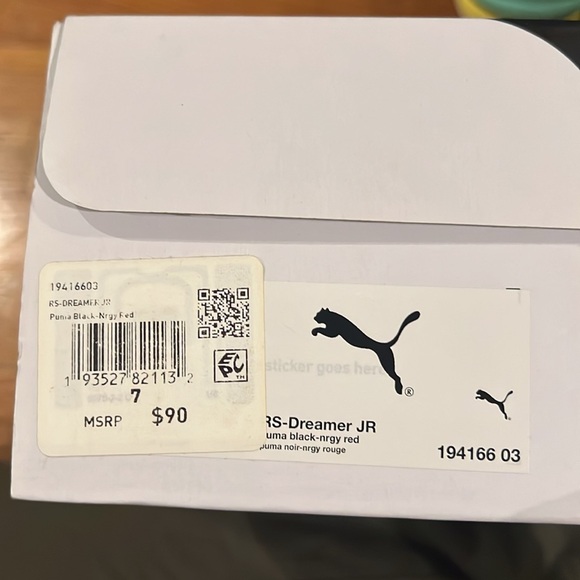 19416603
RS-DREAMER JR
Puma Black-Nrgy Red
1 93527 82113 2
7
MSRP $90
EPC™
sticker goes here
®
RS-Dreamer JR
puma black-nrgy red
puma noir-nrgy rouge
194166 03